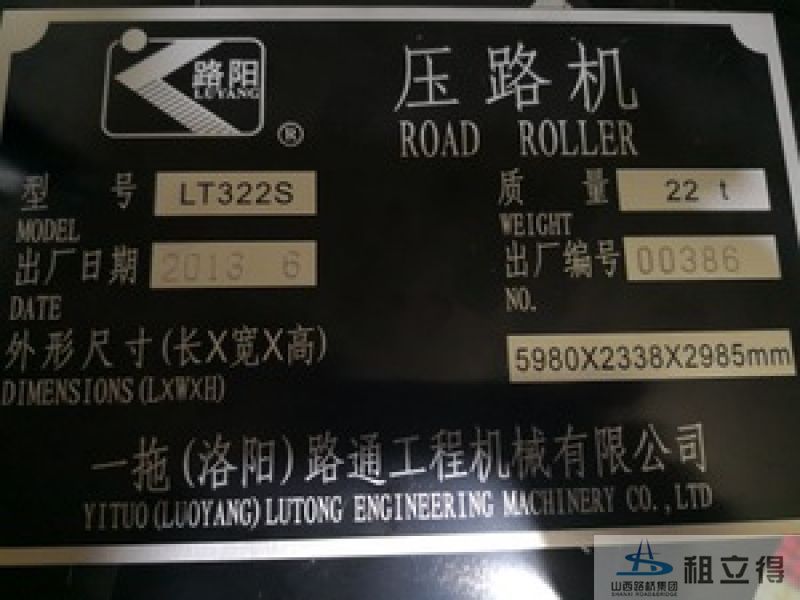 路阳
LUYANG
®
压路机
ROAD ROLLER
型号 LT322S 质量 22 t
MODEL WEIGHT
出厂日期 2013 6 出厂编号 00386
DATE NO.
外形尺寸(长X宽X高) 5980X2338X2985mm
DIMENSIONS(LXWXH)
一拖(洛阳)路通工程机械有限公司
YITUO(LUOYANG)LUTONG ENGINEERING MACHINERY CO.,LTD
山西路桥集团 租立得
SHANXI ROAD&BRIDGE